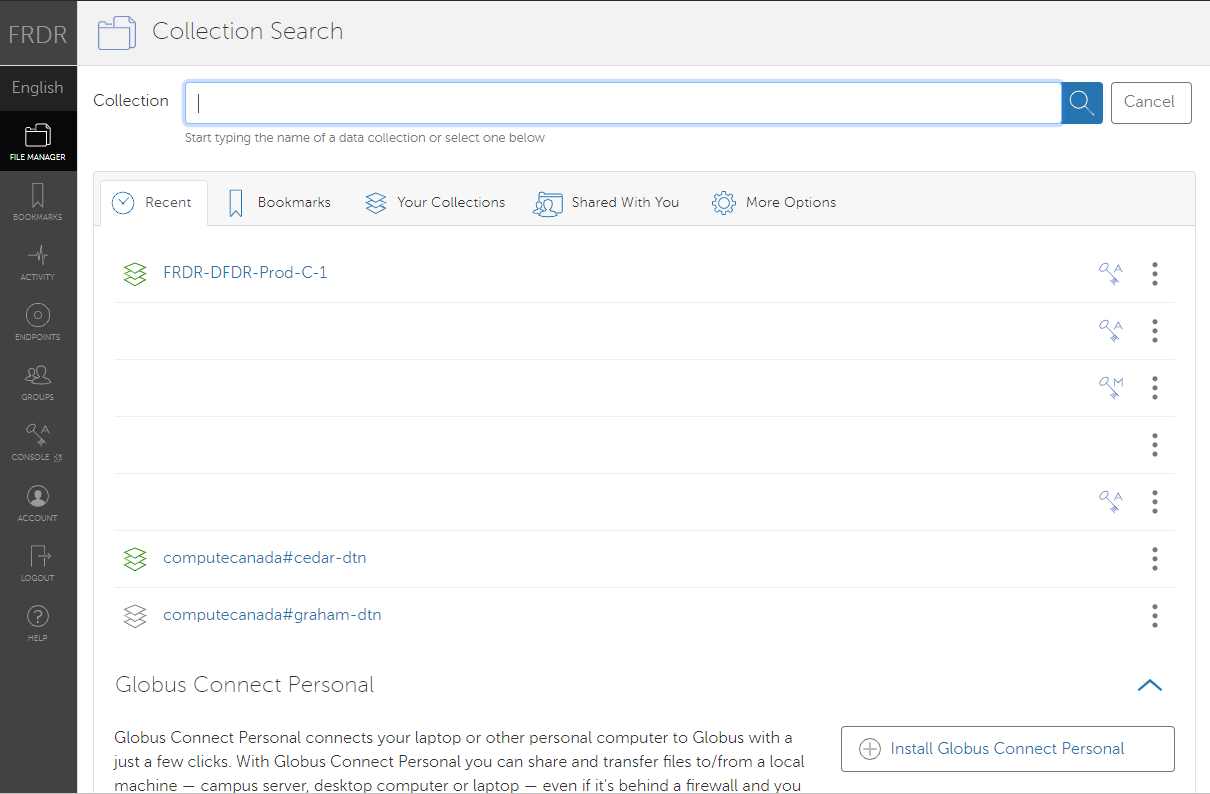 FRDR
Collection Search
English
Collection
Cancel
Start typing the name of a data collection or select one below
FILE MANAGER
BOOKMARKS
ACTIVITY
ENDPOINTS
GROUPS
CONSOLE
ACCOUNT
LOGOUT
HELP
Recent
Bookmarks
Your Collections
Shared With You
More Options
FRDR-DFDR-Prod-C-1
A
A
M
A
computecanada#cedar-dtn
computecanada#graham-dtn
Globus Connect Personal
Globus Connect Personal connects your laptop or other personal computer to Globus with a
just a few clicks. With Globus Connect Personal you can share and transfer files to/from a local
machine — campus server, desktop computer or laptop — even if it's behind a firewall and you
Install Globus Connect Personal